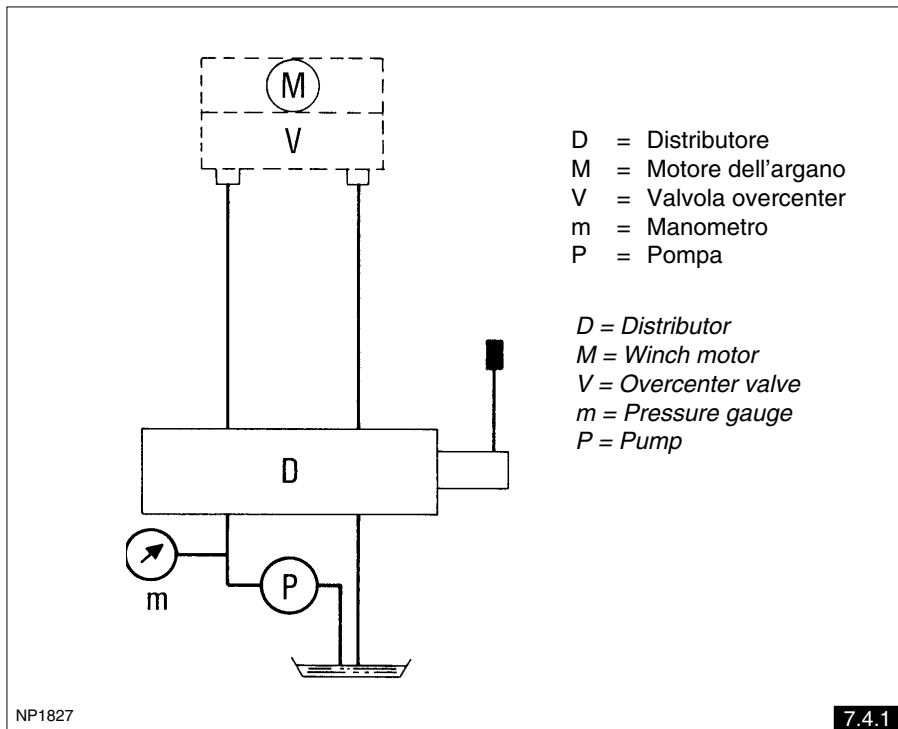 M
V
D = Distributore
M = Motore dell'argano
V = Valvola overcenter
m = Manometro
P = Pompa
D = Distributor
M = Winch motor
V = Overcenter valve
m = Pressure gauge
P = Pump
D
P
m
NP1827
7.4.1